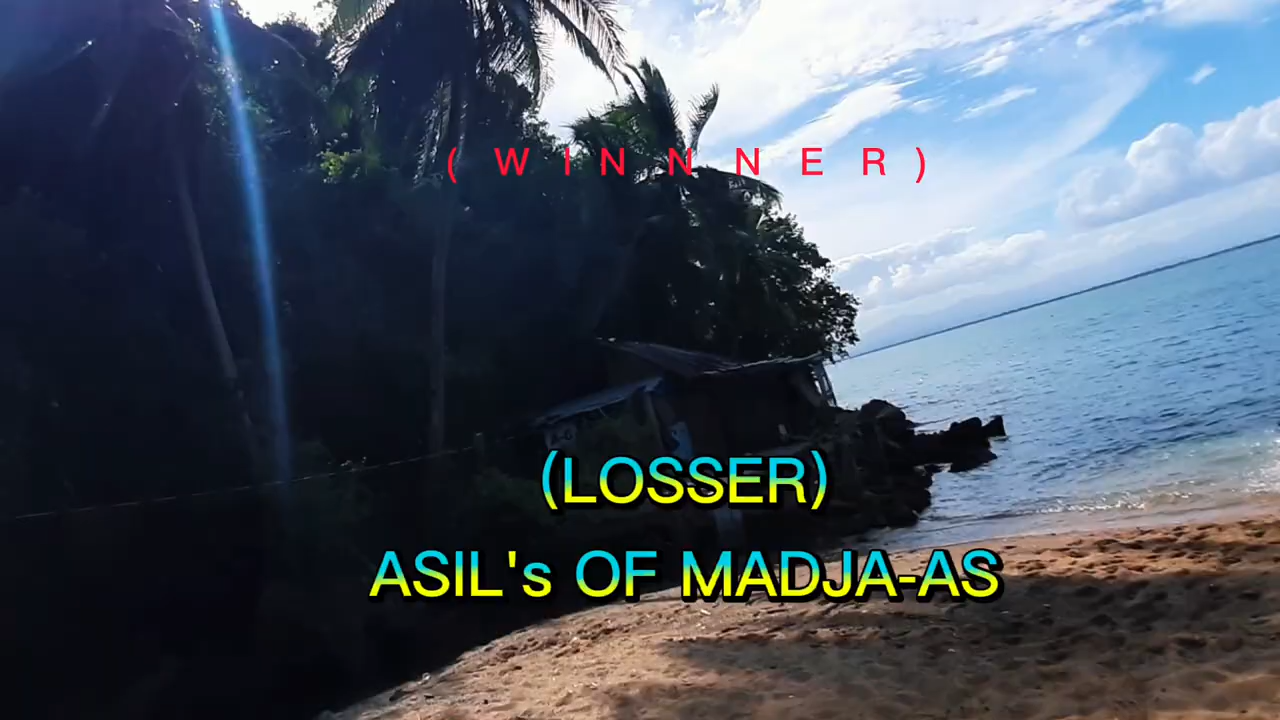 ( W I N N N E R )
(LOSSER)
ASIL's OF MADJA-AS